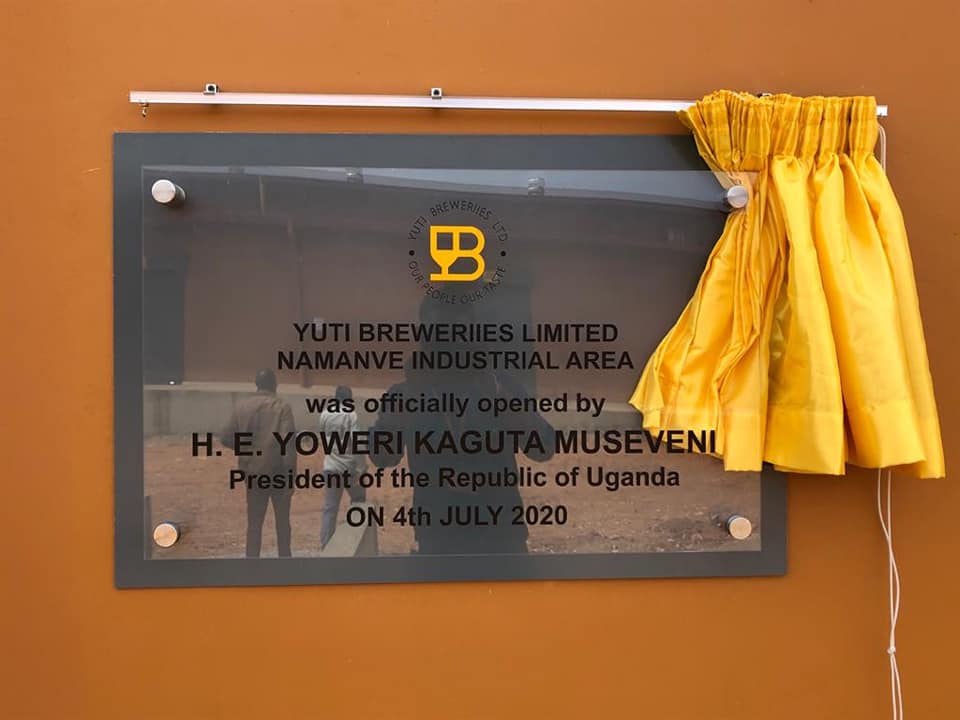 YUTI BREWERIIES LTD
B
OUR PEOPLE OUR TASTE
YUTI BREWERIIES LIMITED
NAMANVE INDUSTRIAL AREA
was officially opened by
H. E. YOWERI KAGUTA MUSEVENI
President of the Republic of Uganda
ON 4th JULY 2020